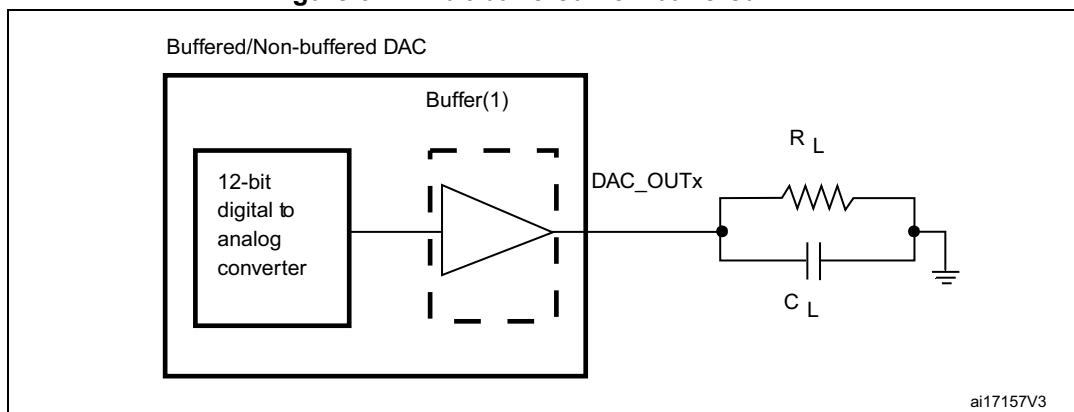 Buffered/Non-buffered DAC
Buffer(1)
12-bit
digital to
analog
converter
DAC_OUTx
R L
C L
ai17157V3